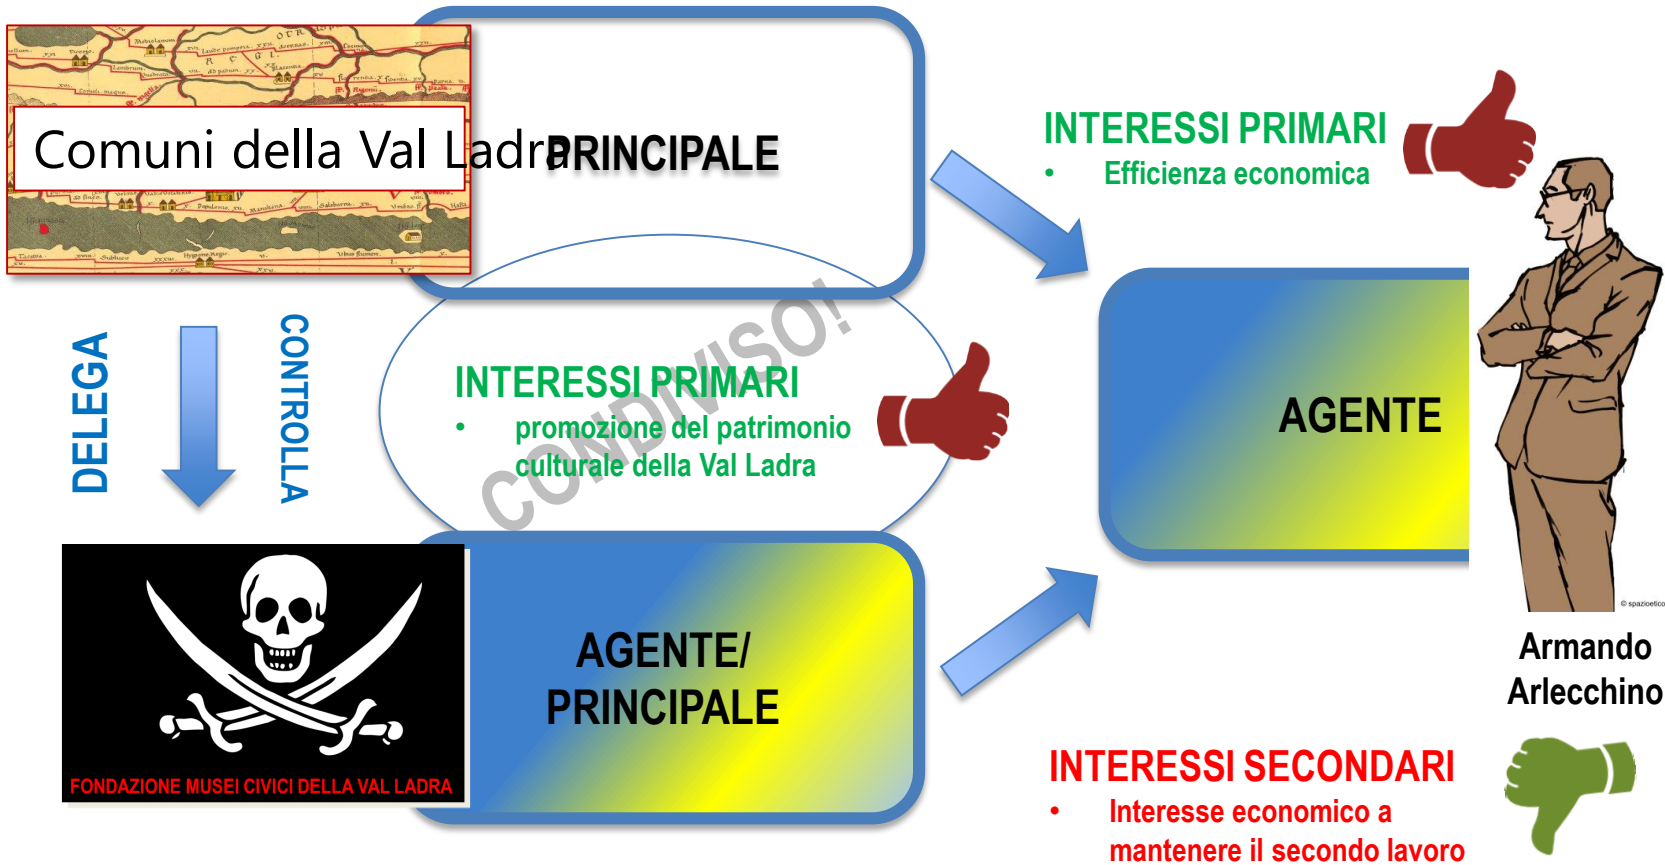 Comuni della Val Ladra
PRINCIPALE
INTERESSI PRIMARI
• Efficienza economica
DELEGA
CONTROLLA
CONDIVISO!
INTERESSI PRIMARI
• promozione del patrimonio
culturale della Val Ladra
AGENTE
© spazioetico
Armando
Arlecchino
FONDAZIONE MUSEI CIVICI DELLA VAL LADRA
AGENTE/
PRINCIPALE
INTERESSI SECONDARI
• Interesse economico a
mantenere il secondo lavoro